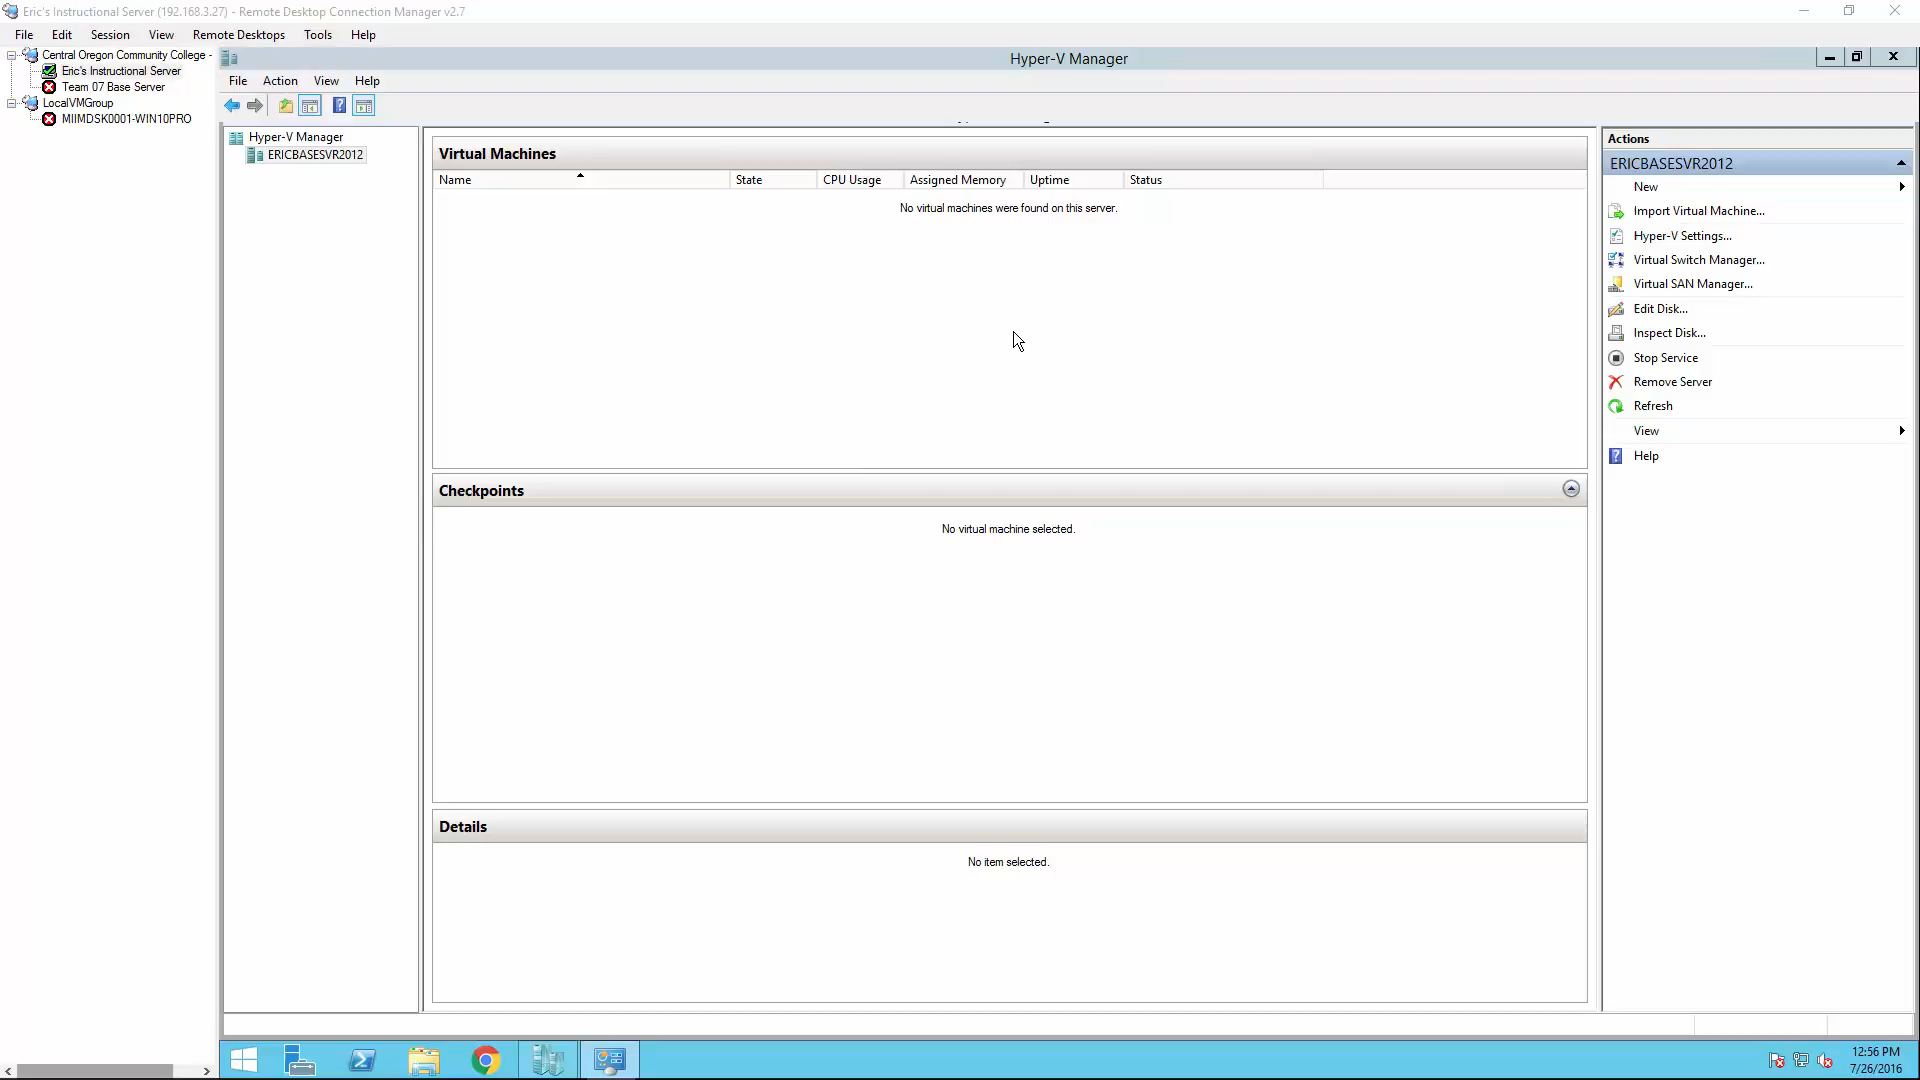 Eric's Instructional Server (192.168.3.27) - Remote Desktop Connection Manager v2.7
File Edit Session View Remote Desktops Tools Help
Central Oregon Community College -
Eric's Instructional Server
Team 07 Base Server
LocalVMGroup
MIIMDSK0001-WIN10PRO
Hyper-V Manager
File Action View Help
Hyper-V Manager
ERICBASESVR2012
Virtual Machines
Name State CPU Usage Assigned Memory Uptime Status
No virtual machines were found on this server.
Checkpoints
No virtual machine selected.
Details
No item selected.
Actions
ERICBASESVR2012
New
Import Virtual Machine...
Hyper-V Settings...
Virtual Switch Manager...
Virtual SAN Manager...
Edit Disk...
Inspect Disk...
Stop Service
Remove Server
Refresh
View
Help
12:56 PM
7/26/2016